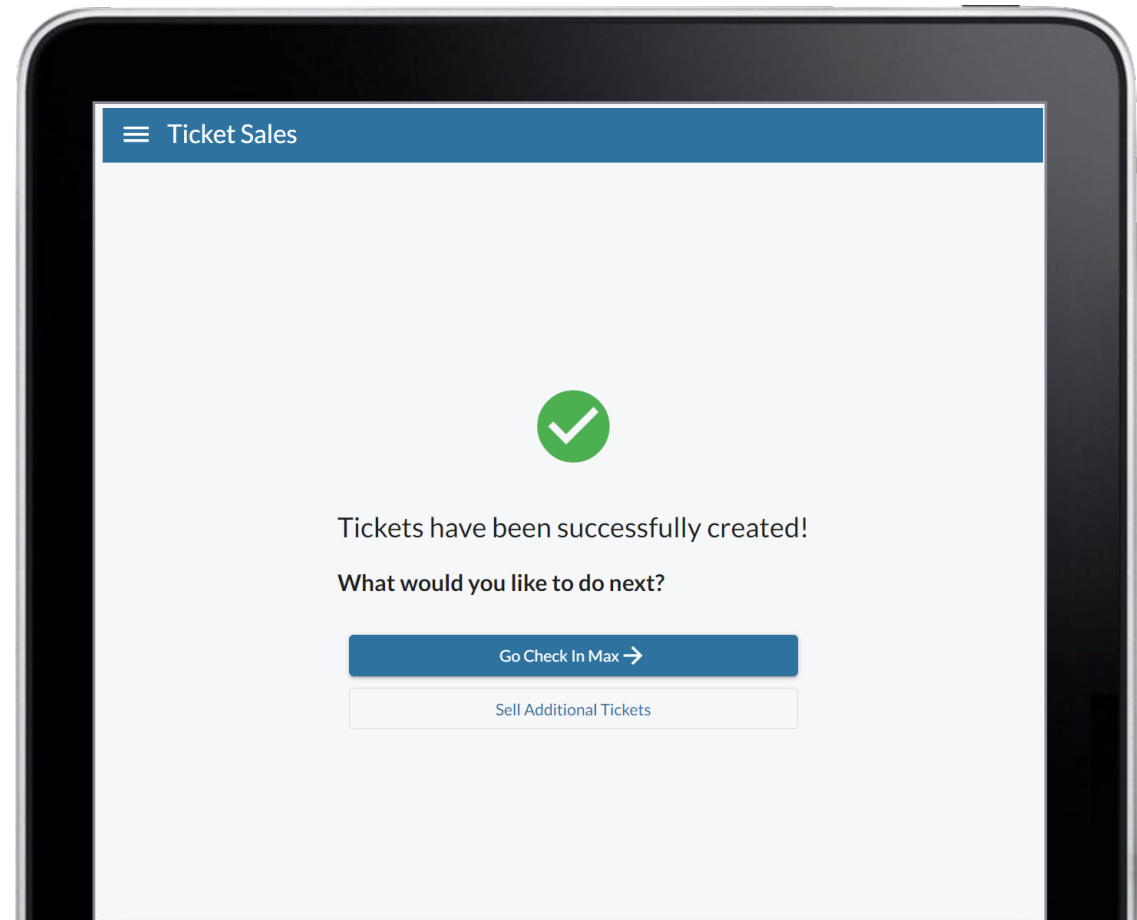 Ticket Sales
Tickets have been successfully created!
What would you like to do next?
Go Check In Max
Sell Additional Tickets